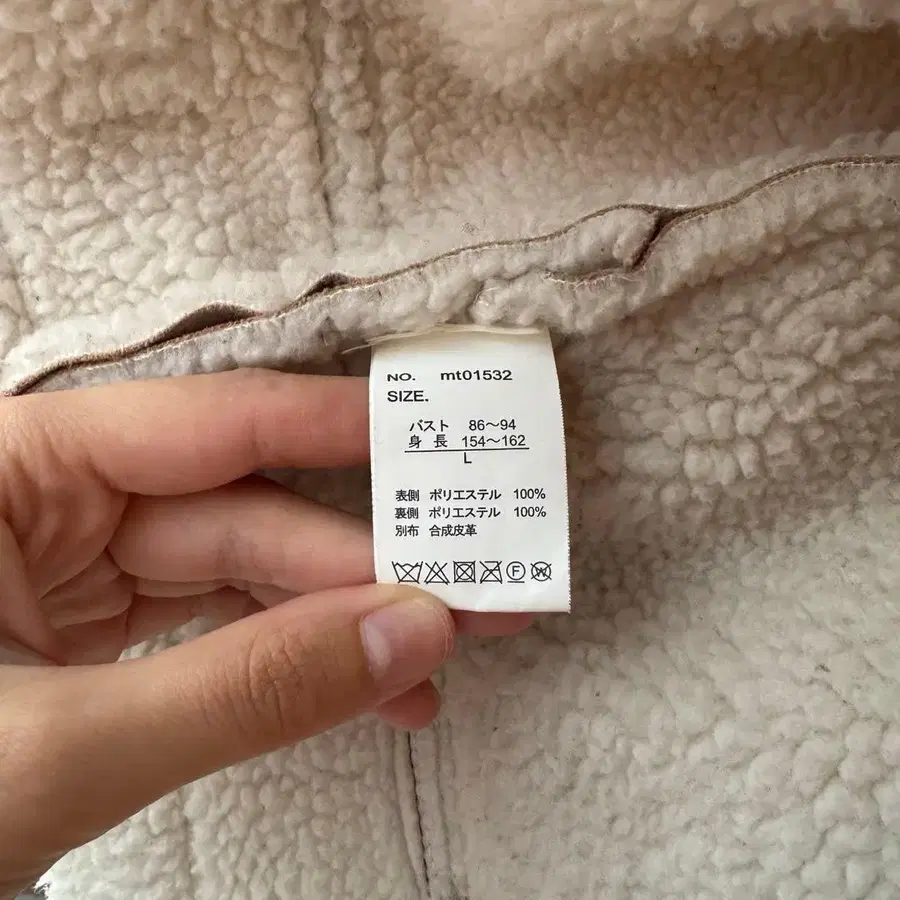 NO. mt01532
SIZE.
バスト 86～94
身長 154～162
L
表側 ポリエステル 100%
裏側 ポリエステル 100%
別布 合成皮革
F W